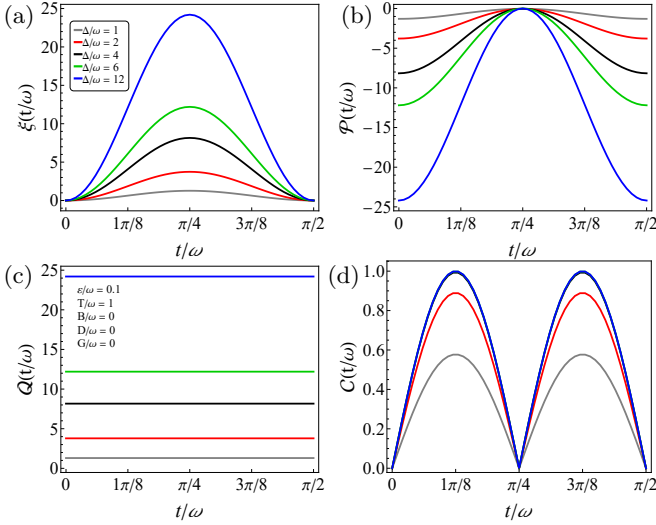 (a)
ξ(t/ω)
25
20
15
10
5
0
Δ/ω = 1
Δ/ω = 2
Δ/ω = 4
Δ/ω = 6
Δ/ω = 12
0 1π/8 π/4 3π/8 π/2
t/ω
(b)
𝒫(t/ω)
0
-5
-10
-15
-20
-25
0 1π/8 π/4 3π/8 π/2
t/ω
(c)
Q(t/ω)
25
20
15
10
5
0
ε/ω = 0.1
T/ω = 1
B/ω = 0
D/ω = 0
G/ω = 0
0 1π/8 π/4 3π/8 π/2
t/ω
(d)
C(t/ω)
1.0
0.8
0.6
0.4
0.2
0.0
0 1π/8 π/4 3π/8 π/2
t/ω